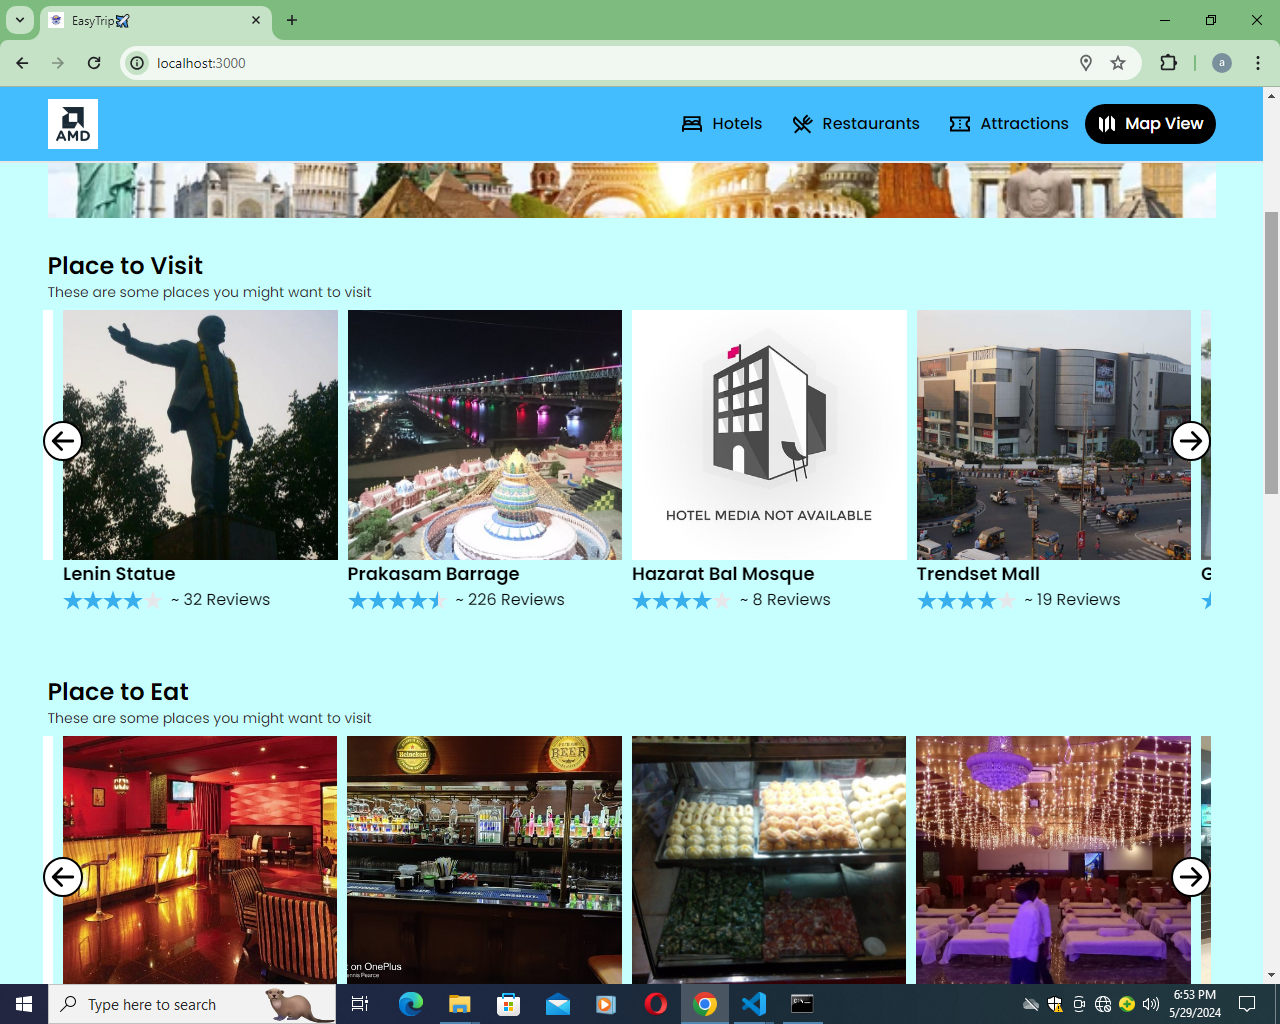 EasyTrip
localhost:3000
a
AMD
Hotels
Restaurants
Attractions
Map View
Place to Visit
These are some places you might want to visit
HOTEL MEDIA NOT AVAILABLE
Lenin Statue
Prakasam Barrage
Hazarat Bal Mosque
Trendset Mall
G
~ 32 Reviews
~ 226 Reviews
~ 8 Reviews
~ 19 Reviews
Place to Eat
These are some places you might want to visit
Heineken
BEER
t on OnePlus
ennis Pearce
Type here to search
6:53 PM
5/29/2024